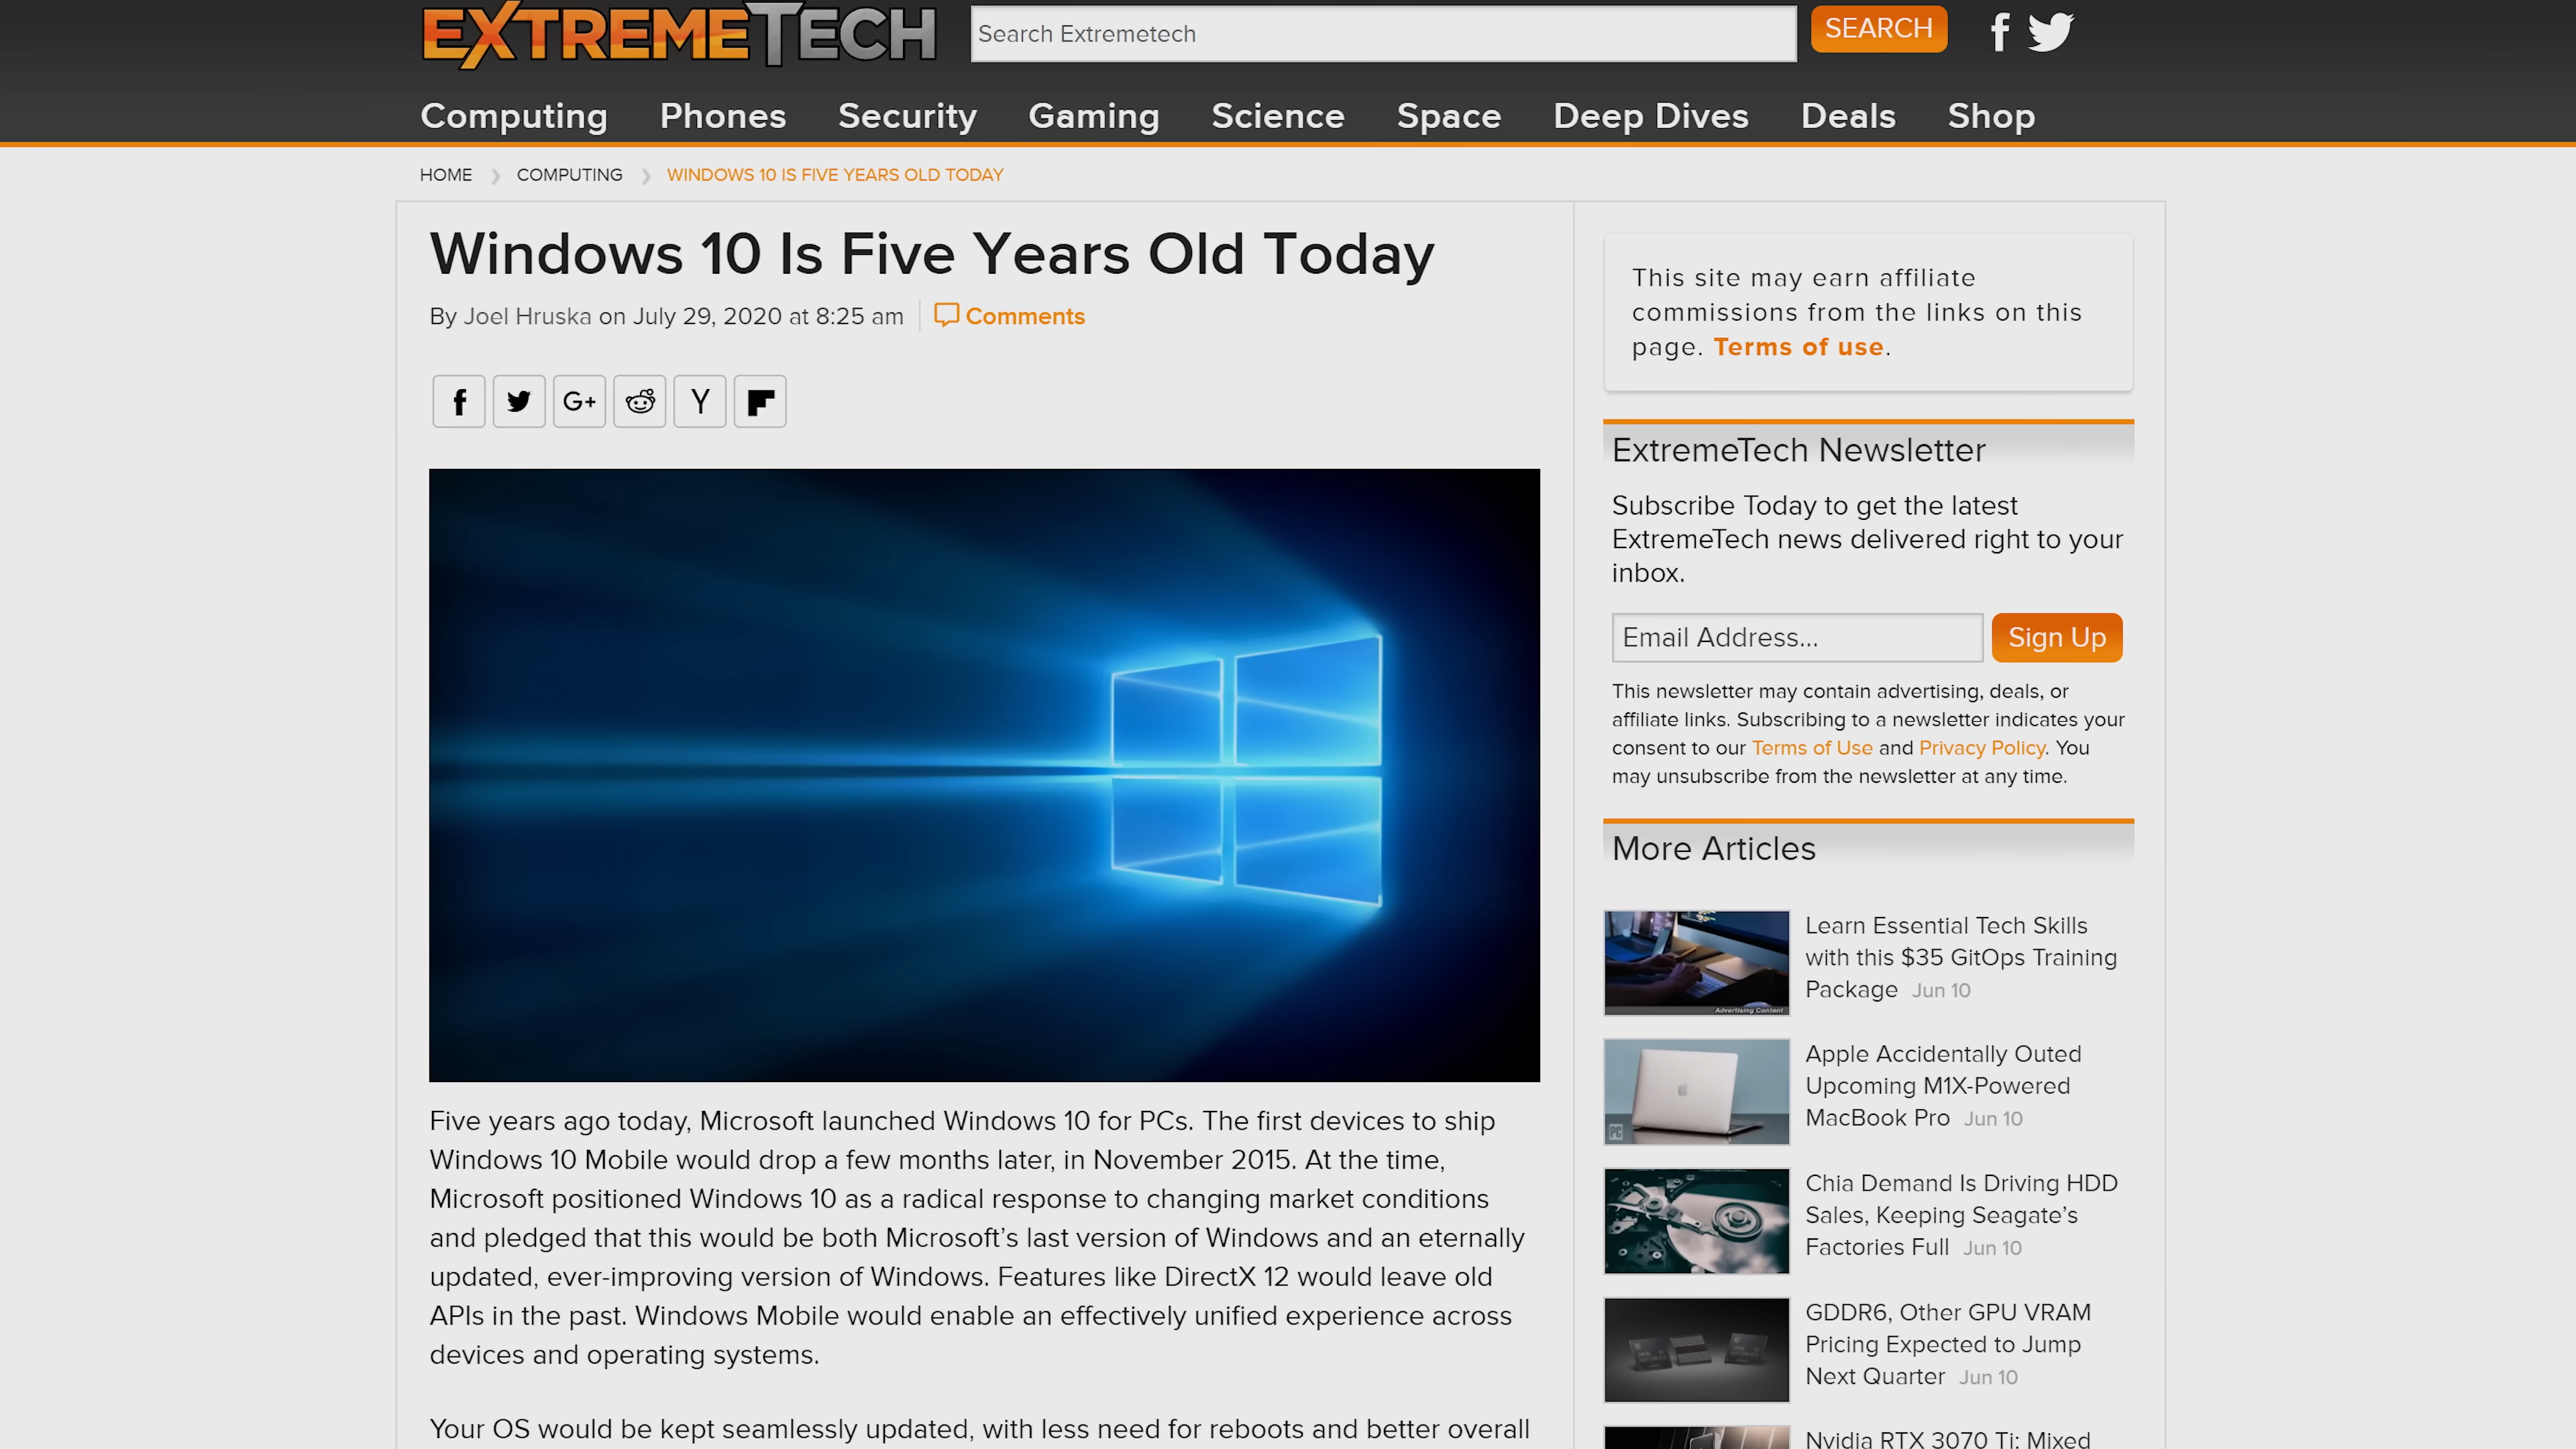 EXTREMETECH
Search Extremetech
SEARCH
Computing Phones Security Gaming Science Space Deep Dives Deals Shop
HOME COMPUTING WINDOWS 10 IS FIVE YEARS OLD TODAY
Windows 10 Is Five Years Old Today
By Joel Hruska on July 29, 2020 at 8:25 am Comments
G+
Y
Five years ago today, Microsoft launched Windows 10 for PCs. The first devices to ship
Windows 10 Mobile would drop a few months later, in November 2015. At the time,
Microsoft positioned Windows 10 as a radical response to changing market conditions
and pledged that this would be both Microsoft’s last version of Windows and an eternally
updated, ever-improving version of Windows. Features like DirectX 12 would leave old
APIs in the past. Windows Mobile would enable an effectively unified experience across
devices and operating systems.
Your OS would be kept seamlessly updated, with less need for reboots and better overall
This site may earn affiliate
commissions from the links on this
page. Terms of use.
ExtremeTech Newsletter
Subscribe Today to get the latest
ExtremeTech news delivered right to your
inbox.
Email Address...
Sign Up
This newsletter may contain advertising, deals, or
affiliate links. Subscribing to a newsletter indicates your
consent to our Terms of Use and Privacy Policy. You
may unsubscribe from the newsletter at any time.
More Articles
Advertising Content
Learn Essential Tech Skills
with this $35 GitOps Training
Package Jun 10
PC
Apple Accidentally Outed
Upcoming M1X-Powered
MacBook Pro Jun 10
Chia Demand Is Driving HDD
Sales, Keeping Seagate’s
Factories Full Jun 10
GDDR6, Other GPU VRAM
Pricing Expected to Jump
Next Quarter Jun 10
Nvidia RTX 3070 Ti: Mixed